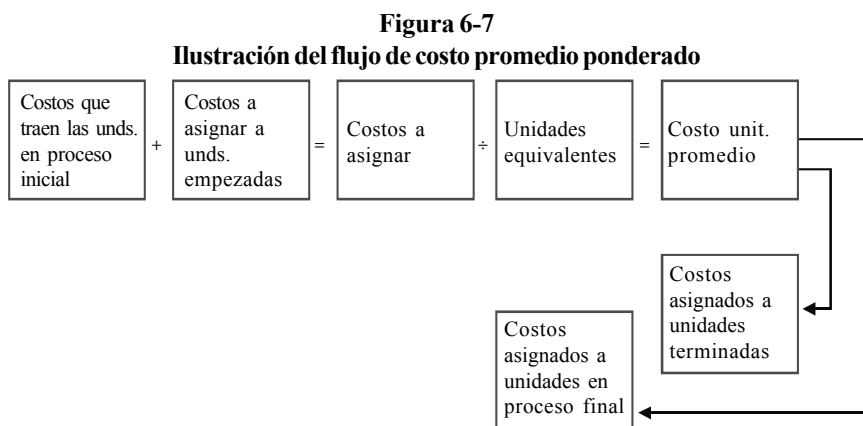 Figura 6-7
Ilustración del flujo de costo promedio ponderado
Costos que
traen las unds.
en proceso
inicial
+
Costos a
asignar a
unds.
empezadas
=
Costos a
asignar
÷
Unidades
equivalentes
=
Costo unit.
promedio
Costos
asignados a
unidades
terminadas
Costos
asignados a
unidades en
proceso final